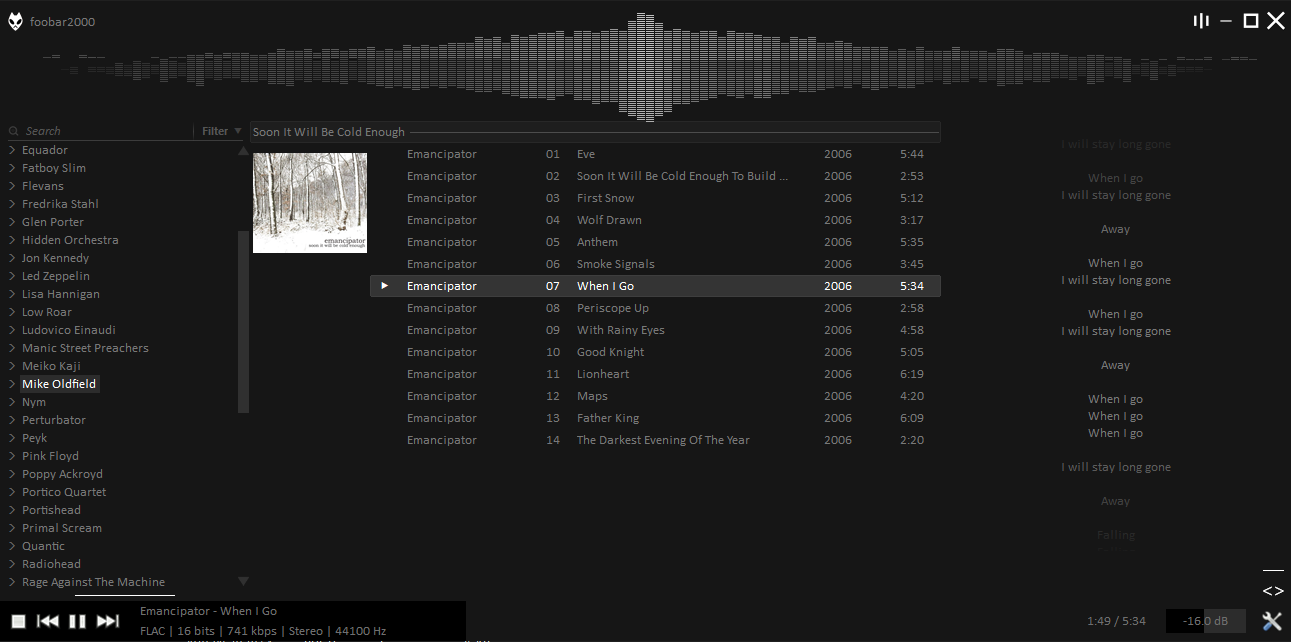 foobar2000
Search
Filter
Equador
Fatboy Slim
Flevans
Fredrika Stahl
Glen Porter
Hidden Orchestra
Jon Kennedy
Led Zeppelin
Lisa Hannigan
Low Roar
Ludovico Einaudi
Manic Street Preachers
Meiko Kaji
Mike Oldfield
Nym
Perturbator
Peyk
Pink Floyd
Poppy Ackroyd
Portico Quartet
Portishead
Primal Scream
Quantic
Radiohead
Rage Against The Machine
Soon It Will Be Cold Enough
emancipator
soon it will be cold enough
Emancipator 01 Eve 2006 5:44
Emancipator 02 Soon It Will Be Cold Enough To Build ... 2006 2:53
Emancipator 03 First Snow 2006 5:12
Emancipator 04 Wolf Drawn 2006 3:17
Emancipator 05 Anthem 2006 5:35
Emancipator 06 Smoke Signals 2006 3:45
Emancipator 07 When I Go 2006 5:34
Emancipator 08 Periscope Up 2006 2:58
Emancipator 09 With Rainy Eyes 2006 4:58
Emancipator 10 Good Knight 2006 5:05
Emancipator 11 Lionheart 2006 6:19
Emancipator 12 Maps 2006 4:20
Emancipator 13 Father King 2006 6:09
Emancipator 14 The Darkest Evening Of The Year 2006 2:20
I will stay long gone
When I go
I will stay long gone
Away
When I go
I will stay long gone
When I go
I will stay long gone
Away
When I go
When I go
When I go
I will stay long gone
Away
Falling
Emancipator - When I Go
FLAC | 16 bits | 741 kbps | Stereo | 44100 Hz
1:49 / 5:34
-16.0 dB